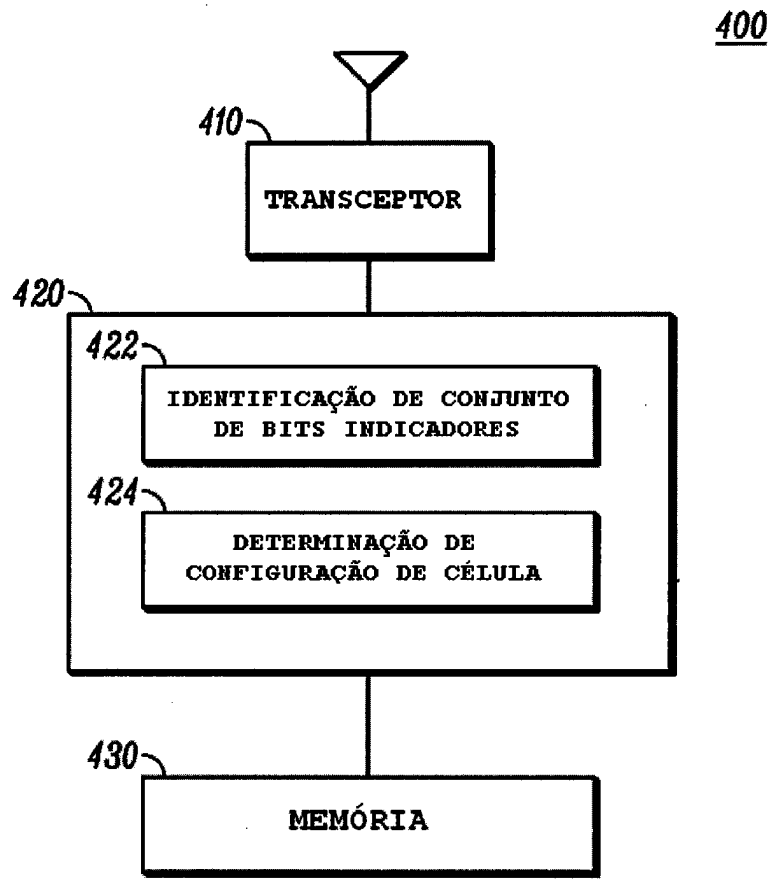 400
410
TRANSCEPTOR
420
422
IDENTIFICAÇÃO DE CONJUNTO
DE BITS INDICADORES
424
DETERMINAÇÃO DE
CONFIGURAÇÃO DE CÉLULA
430
MEMÓRIA